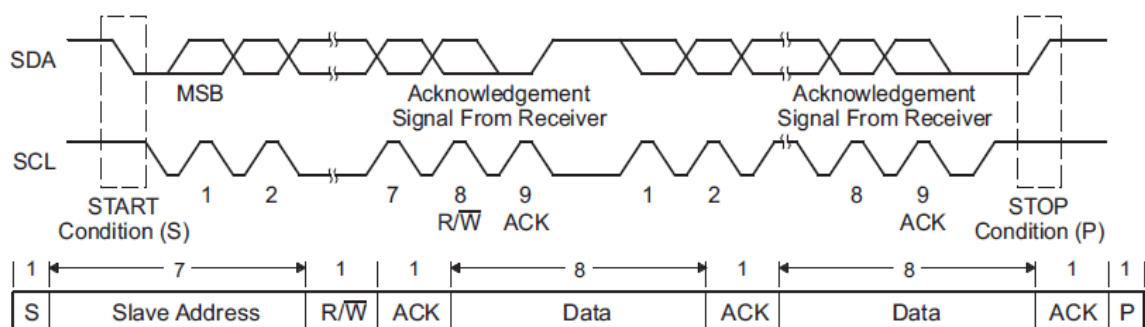 SDA
MSB
Acknowledgement
Signal From Receiver
Acknowledgement
Signal From Receiver
SCL
1 2 7 8 9 1 2 8 9
R/W̅ ACK ACK
START
Condition (S)
STOP
Condition (P)
1 7 1 1 8 1 8 1 1
S Slave Address R/W̅ ACK Data ACK Data ACK P